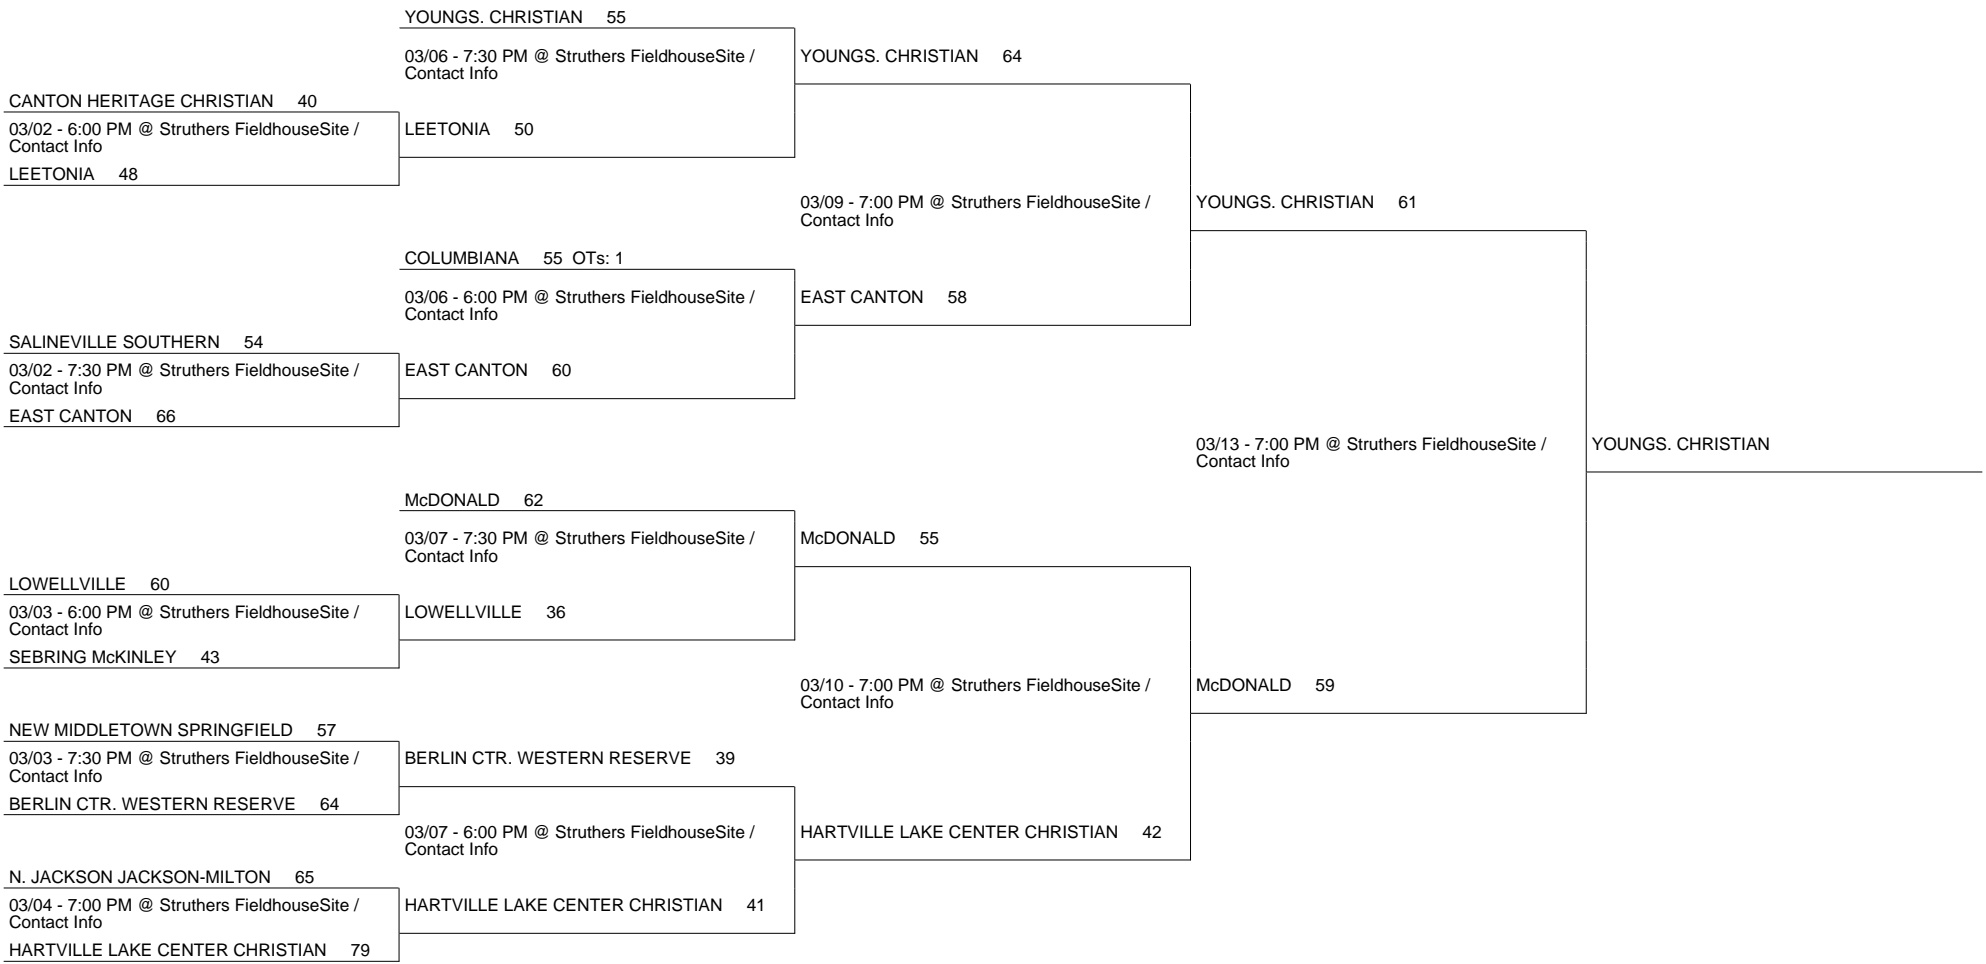 YOUNGS. CHRISTIAN 55
03/06 - 7:30 PM @ Struthers FieldhouseSite /
Contact Info
YOUNGS. CHRISTIAN 64
CANTON HERITAGE CHRISTIAN 40
03/02 - 6:00 PM @ Struthers FieldhouseSite /
Contact Info
LEETONIA 50
LEETONIA 48
03/09 - 7:00 PM @ Struthers FieldhouseSite /
Contact Info
YOUNGS. CHRISTIAN 61
COLUMBIANA 55 OTs: 1
03/06 - 6:00 PM @ Struthers FieldhouseSite /
Contact Info
EAST CANTON 58
SALINEVILLE SOUTHERN 54
03/02 - 7:30 PM @ Struthers FieldhouseSite /
Contact Info
EAST CANTON 60
EAST CANTON 66
03/13 - 7:00 PM @ Struthers FieldhouseSite /
Contact Info
YOUNGS. CHRISTIAN
McDONALD 62
03/07 - 7:30 PM @ Struthers FieldhouseSite /
Contact Info
McDONALD 55
LOWELLVILLE 60
03/03 - 6:00 PM @ Struthers FieldhouseSite /
Contact Info
LOWELLVILLE 36
SEBRING McKINLEY 43
03/10 - 7:00 PM @ Struthers FieldhouseSite /
Contact Info
McDONALD 59
NEW MIDDLETOWN SPRINGFIELD 57
03/03 - 7:30 PM @ Struthers FieldhouseSite /
Contact Info
BERLIN CTR. WESTERN RESERVE 39
BERLIN CTR. WESTERN RESERVE 64
03/07 - 6:00 PM @ Struthers FieldhouseSite /
Contact Info
HARTVILLE LAKE CENTER CHRISTIAN 42
N. JACKSON JACKSON-MILTON 65
03/04 - 7:00 PM @ Struthers FieldhouseSite /
Contact Info
HARTVILLE LAKE CENTER CHRISTIAN 41
HARTVILLE LAKE CENTER CHRISTIAN 79